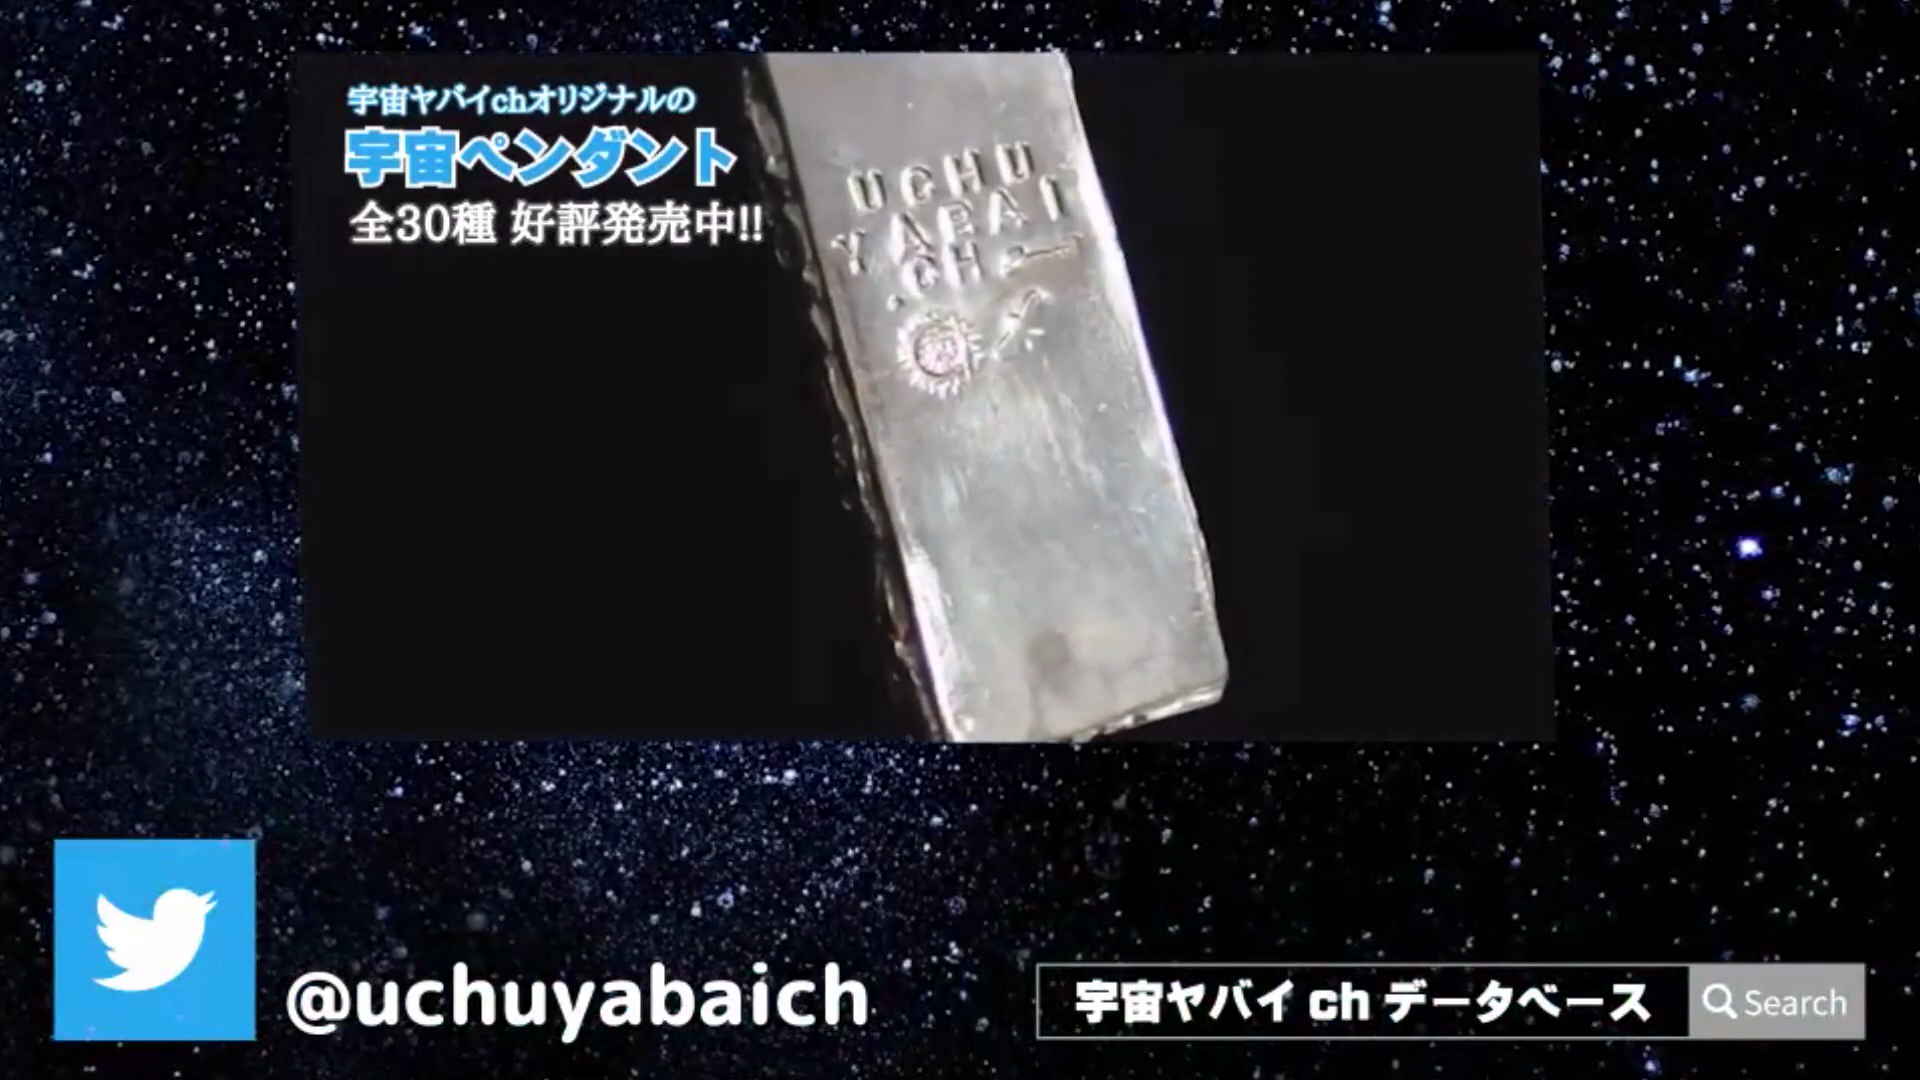 宇宙ヤバイchオリジナルの
宇宙ペンダント
全30種 好評発売中!!
UCHU
YABAI
.CH
@uchuyabaich
宇宙ヤバイ ch データベース
Search